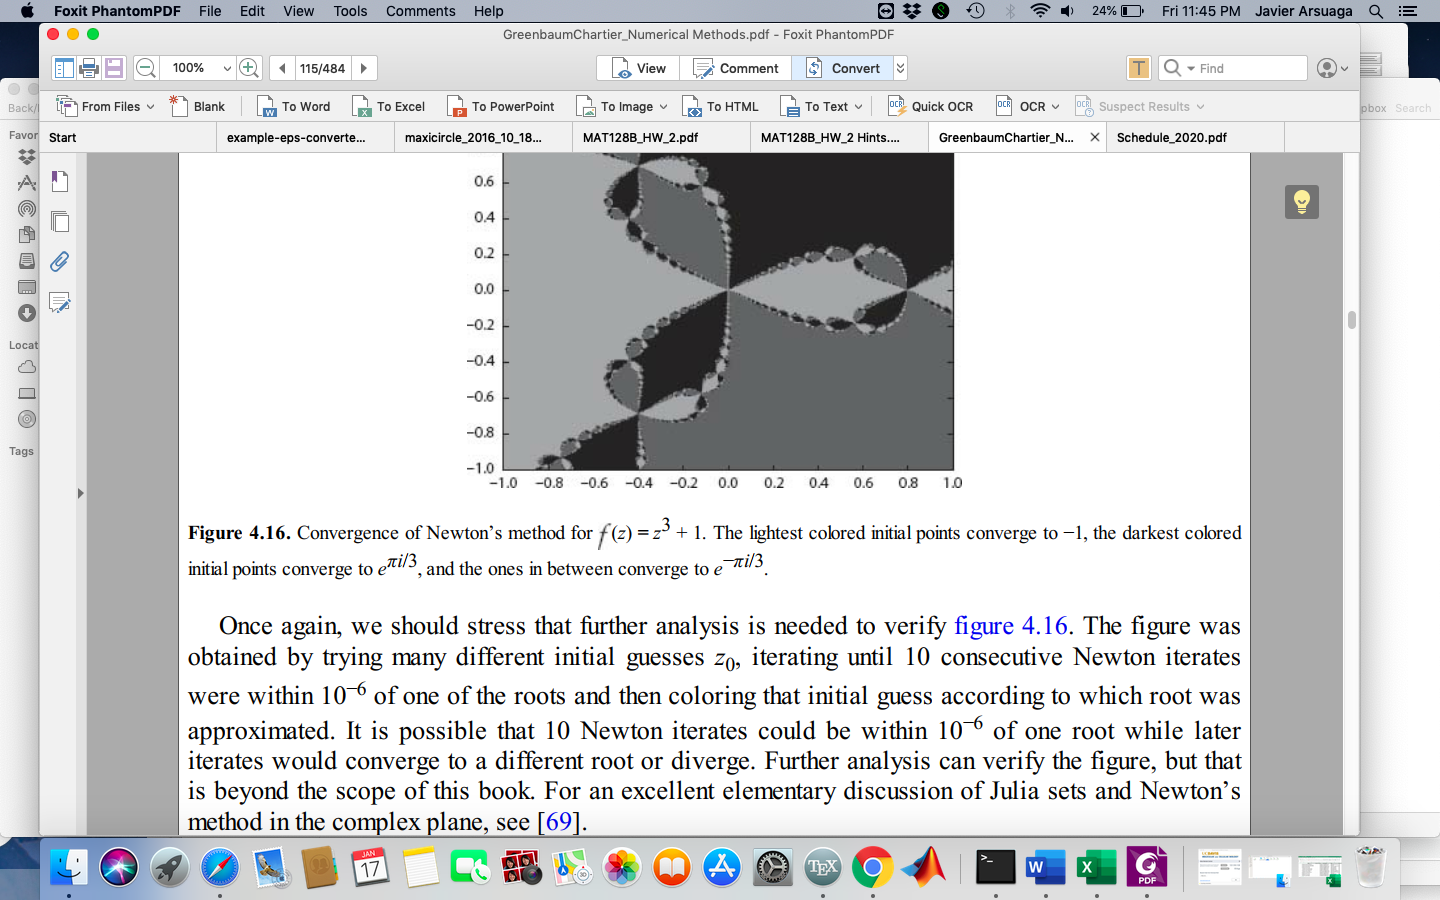 Foxit PhantomPDF File Edit View Tools Comments Help 24% Fri 11:45 PM Javier Arsuaga
GreenbaumChartier_Numerical Methods.pdf - Foxit PhantomPDF
100% 115/484 View Comment Convert T Find
Back/ From Files Blank To Word To Excel To PowerPoint To Image To HTML To Text Quick OCR OCR Suspect Results pbox Search
Favor Start example-eps-converte... maxicircle_2016_10_18... MAT128B_HW_2.pdf MAT128B_HW_2 Hints.... GreenbaumChartier_N... Schedule_2020.pdf
Locat
Tags
0.6
0.4
0.2
0.0
−0.2
−0.4
−0.6
−0.8
−1.0
−1.0 −0.8 −0.6 −0.4 −0.2 0.0 0.2 0.4 0.6 0.8 1.0
Figure 4.16. Convergence of Newton's method for f(z) = z³ + 1. The lightest colored initial points converge to −1, the darkest colored
initial points converge to e^πi/3, and the ones in between converge to e^−πi/3.
Once again, we should stress that further analysis is needed to verify figure 4.16. The figure was
obtained by trying many different initial guesses z₀, iterating until 10 consecutive Newton iterates
were within 10⁻⁶ of one of the roots and then coloring that initial guess according to which root was
approximated. It is possible that 10 Newton iterates could be within 10⁻⁶ of one root while later
iterates would converge to a different root or diverge. Further analysis can verify the figure, but that
is beyond the scope of this book. For an excellent elementary discussion of Julia sets and Newton's
method in the complex plane, see [69].
JAN
17
TEX
W
X
PDF